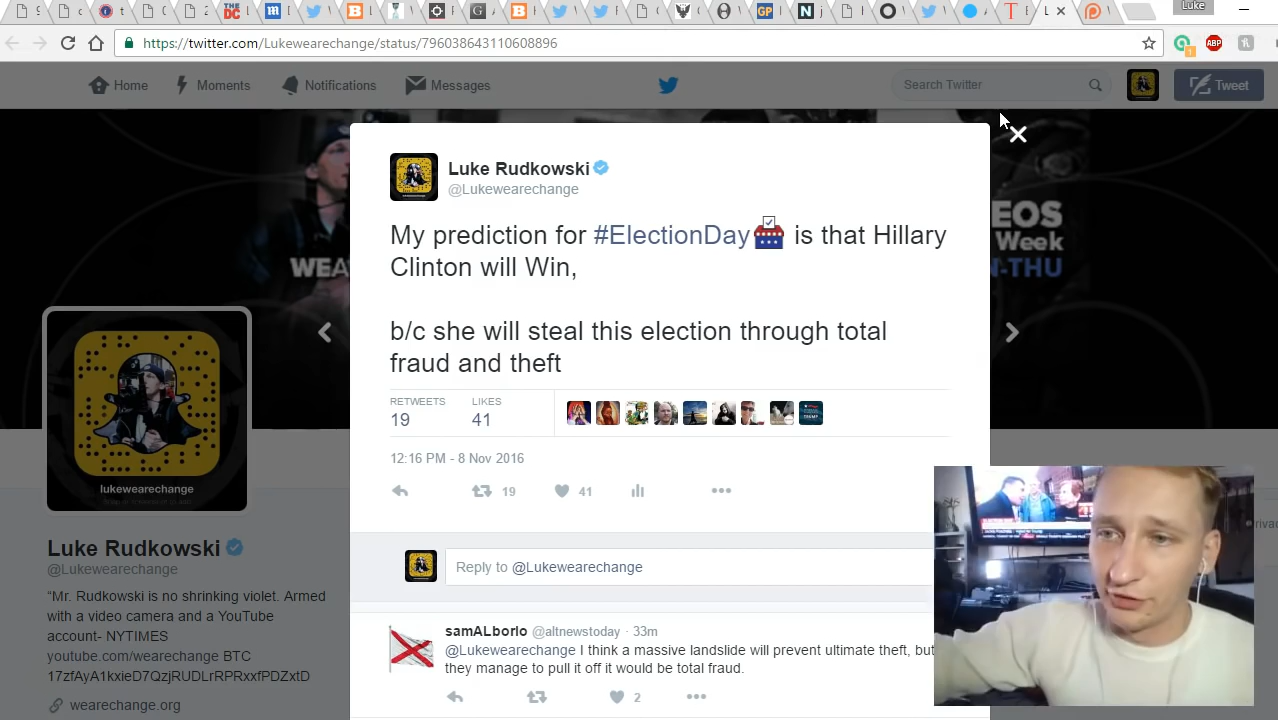 Luke
https://twitter.com/Lukewearechange/status/796038643110608896
Home
Moments
Notifications
Messages
Search Twitter
Tweet
Luke Rudkowski
@Lukewearechange
My prediction for #ElectionDay is that Hillary
Clinton will Win,
b/c she will steal this election through total
fraud and theft
RETWEETS
19
LIKES
41
12:16 PM - 8 Nov 2016
19
41
Reply to @Lukewearechange
samALborlo @altnewstoday · 33m
@Lukewearechange I think a massive landslide will prevent ultimate theft, but
they manage to pull it off it would be total fraud.
2
WEA
EOS
Week
N-THU
lukewearechange
Luke Rudkowski
@Lukewearechange
“Mr. Rudkowski is no shrinking violet. Armed
with a video camera and a YouTube
account- NYTIMES
youtube.com/wearechange BTC
17zfAyA1kxieD7QzjRUDLrRPRxxfPDZxtD
wearechange.org